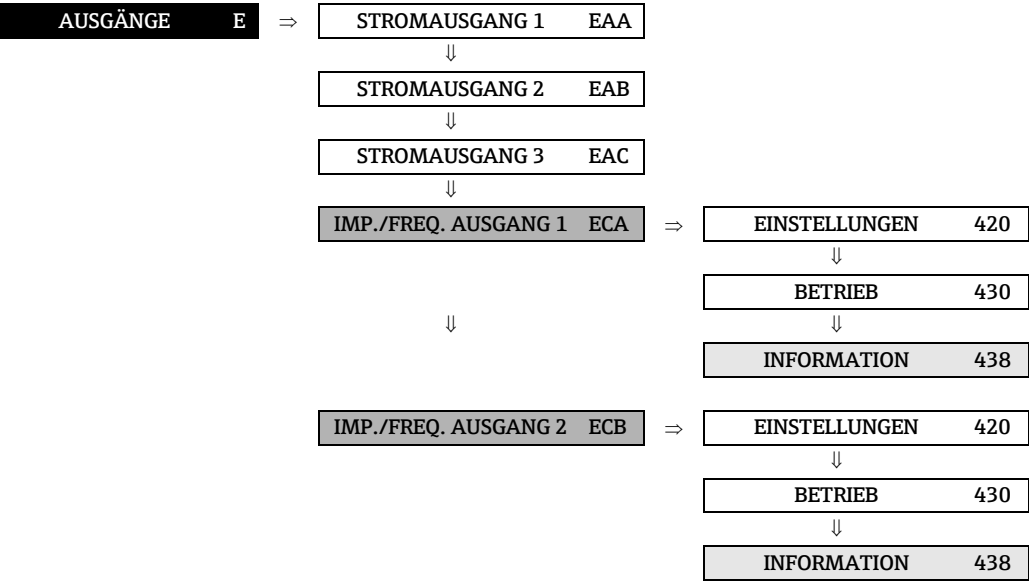 AUSGÄNGE E ⇒ STROMAUSGANG 1 EAA
⇓
STROMAUSGANG 2 EAB
⇓
STROMAUSGANG 3 EAC
⇓
IMP./FREQ. AUSGANG 1 ECA ⇒ EINSTELLUNGEN 420
⇓
BETRIEB 430
⇓ ⇓
INFORMATION 438
IMP./FREQ. AUSGANG 2 ECB ⇒ EINSTELLUNGEN 420
⇓
BETRIEB 430
⇓
INFORMATION 438